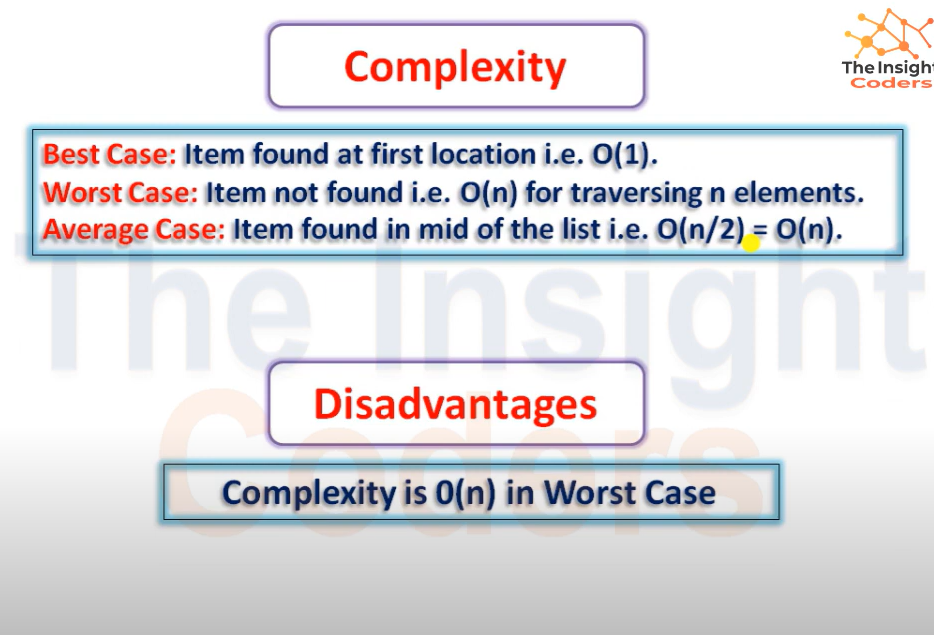 Complexity
The Insight
Coders
Best Case: Item found at first location i.e. O(1).
Worst Case: Item not found i.e. O(n) for traversing n elements.
Average Case: Item found in mid of the list i.e. O(n/2) = O(n).
The Insight
Coders
Disadvantages
Complexity is 0(n) in Worst Case